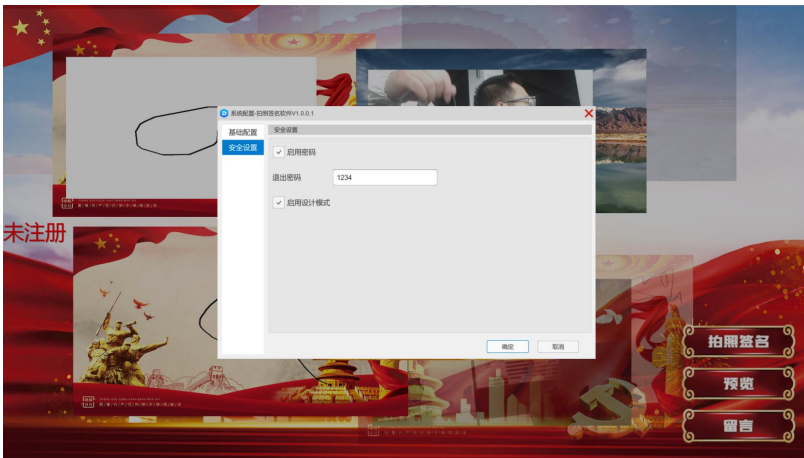 系统配置-拍照签名软件V1.0.0.1
基础配置
安全设置
安全设置
启用密码
退出密码
1234
启用设计模式
确定
取消
未注册
拍照签名
预览
留言